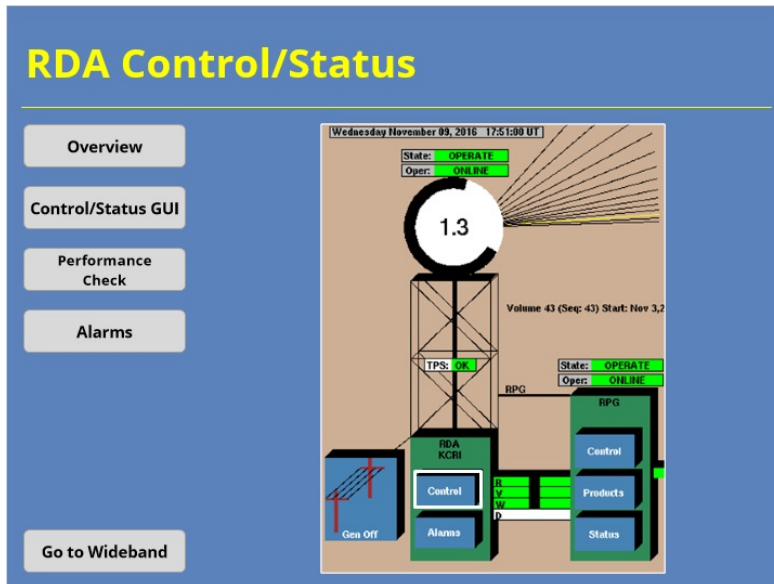 RDA Control/Status
Overview
Control/Status GUI
Performance
Check
Alarms
Go to Wideband
Wednesday November 09, 2016 17:51:00 UT
State: OPERATE
Oper: ONLINE
1.3
Volume 43 (Seq: 43) Start: Nov 3,2
TPS: OK
State: OPERATE
Oper: ONLINE
RPG
RPG
Control
Products
Status
RDA
KCRI
Control
Alarms
R
V
W
D
Gen Off